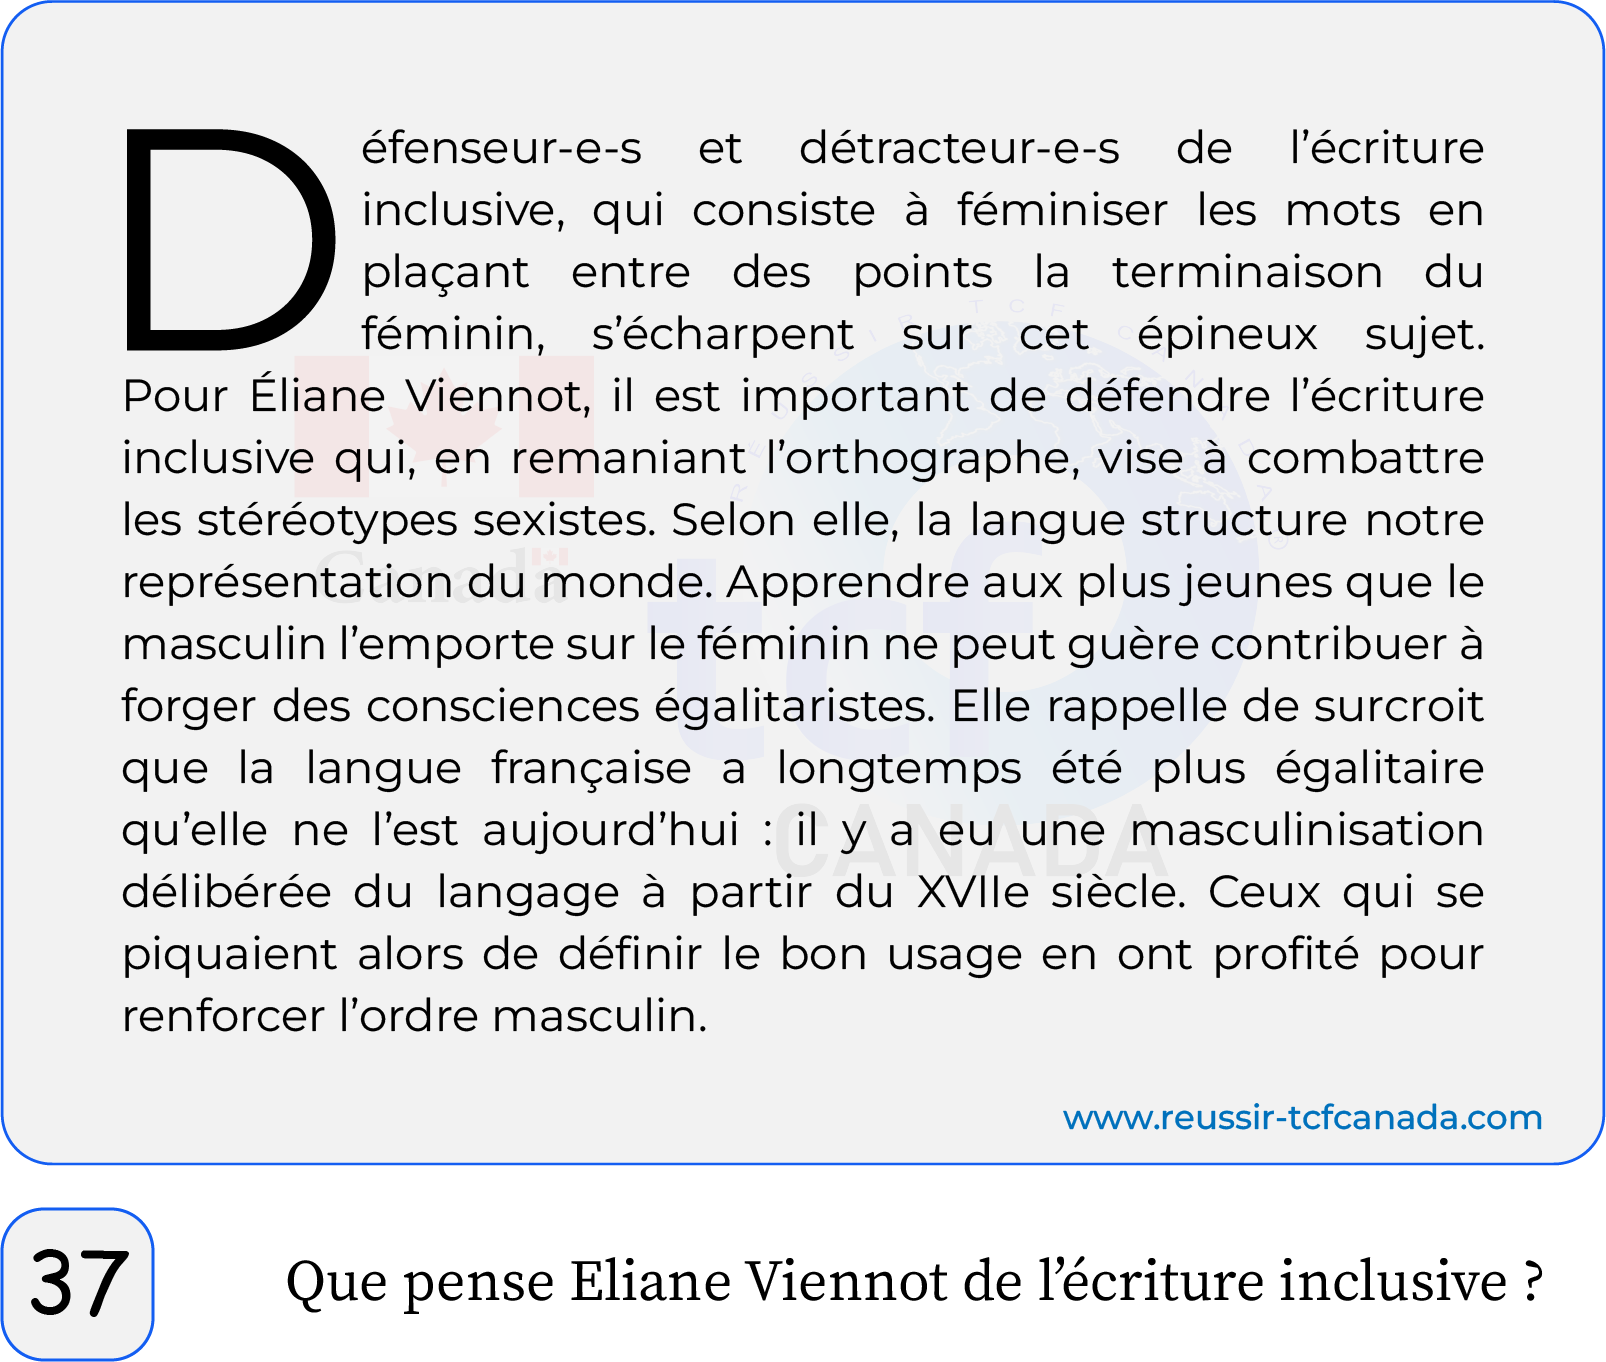 Défenseur-e-s et détracteur-e-s de l’écriture
inclusive, qui consiste à féminiser les mots en
plaçant entre des points la terminaison du
féminin, s’écharpent sur cet épineux sujet.
Pour Éliane Viennot, il est important de défendre l’écriture
inclusive qui, en remaniant l’orthographe, vise à combattre
les stéréotypes sexistes. Selon elle, la langue structure notre
représentation du monde. Apprendre aux plus jeunes que le
masculin l’emporte sur le féminin ne peut guère contribuer à
forger des consciences égalitaristes. Elle rappelle de surcroit
que la langue française a longtemps été plus égalitaire
qu’elle ne l’est aujourd’hui : il y a eu une masculinisation
délibérée du langage à partir du XVIIe siècle. Ceux qui se
piquaient alors de définir le bon usage en ont profité pour
renforcer l’ordre masculin.
REUSSIR TCF CANADA
Canada
tcf
CANADA
®
www.reussir-tcfcanada.com
37
Que pense Eliane Viennot de l’écriture inclusive ?